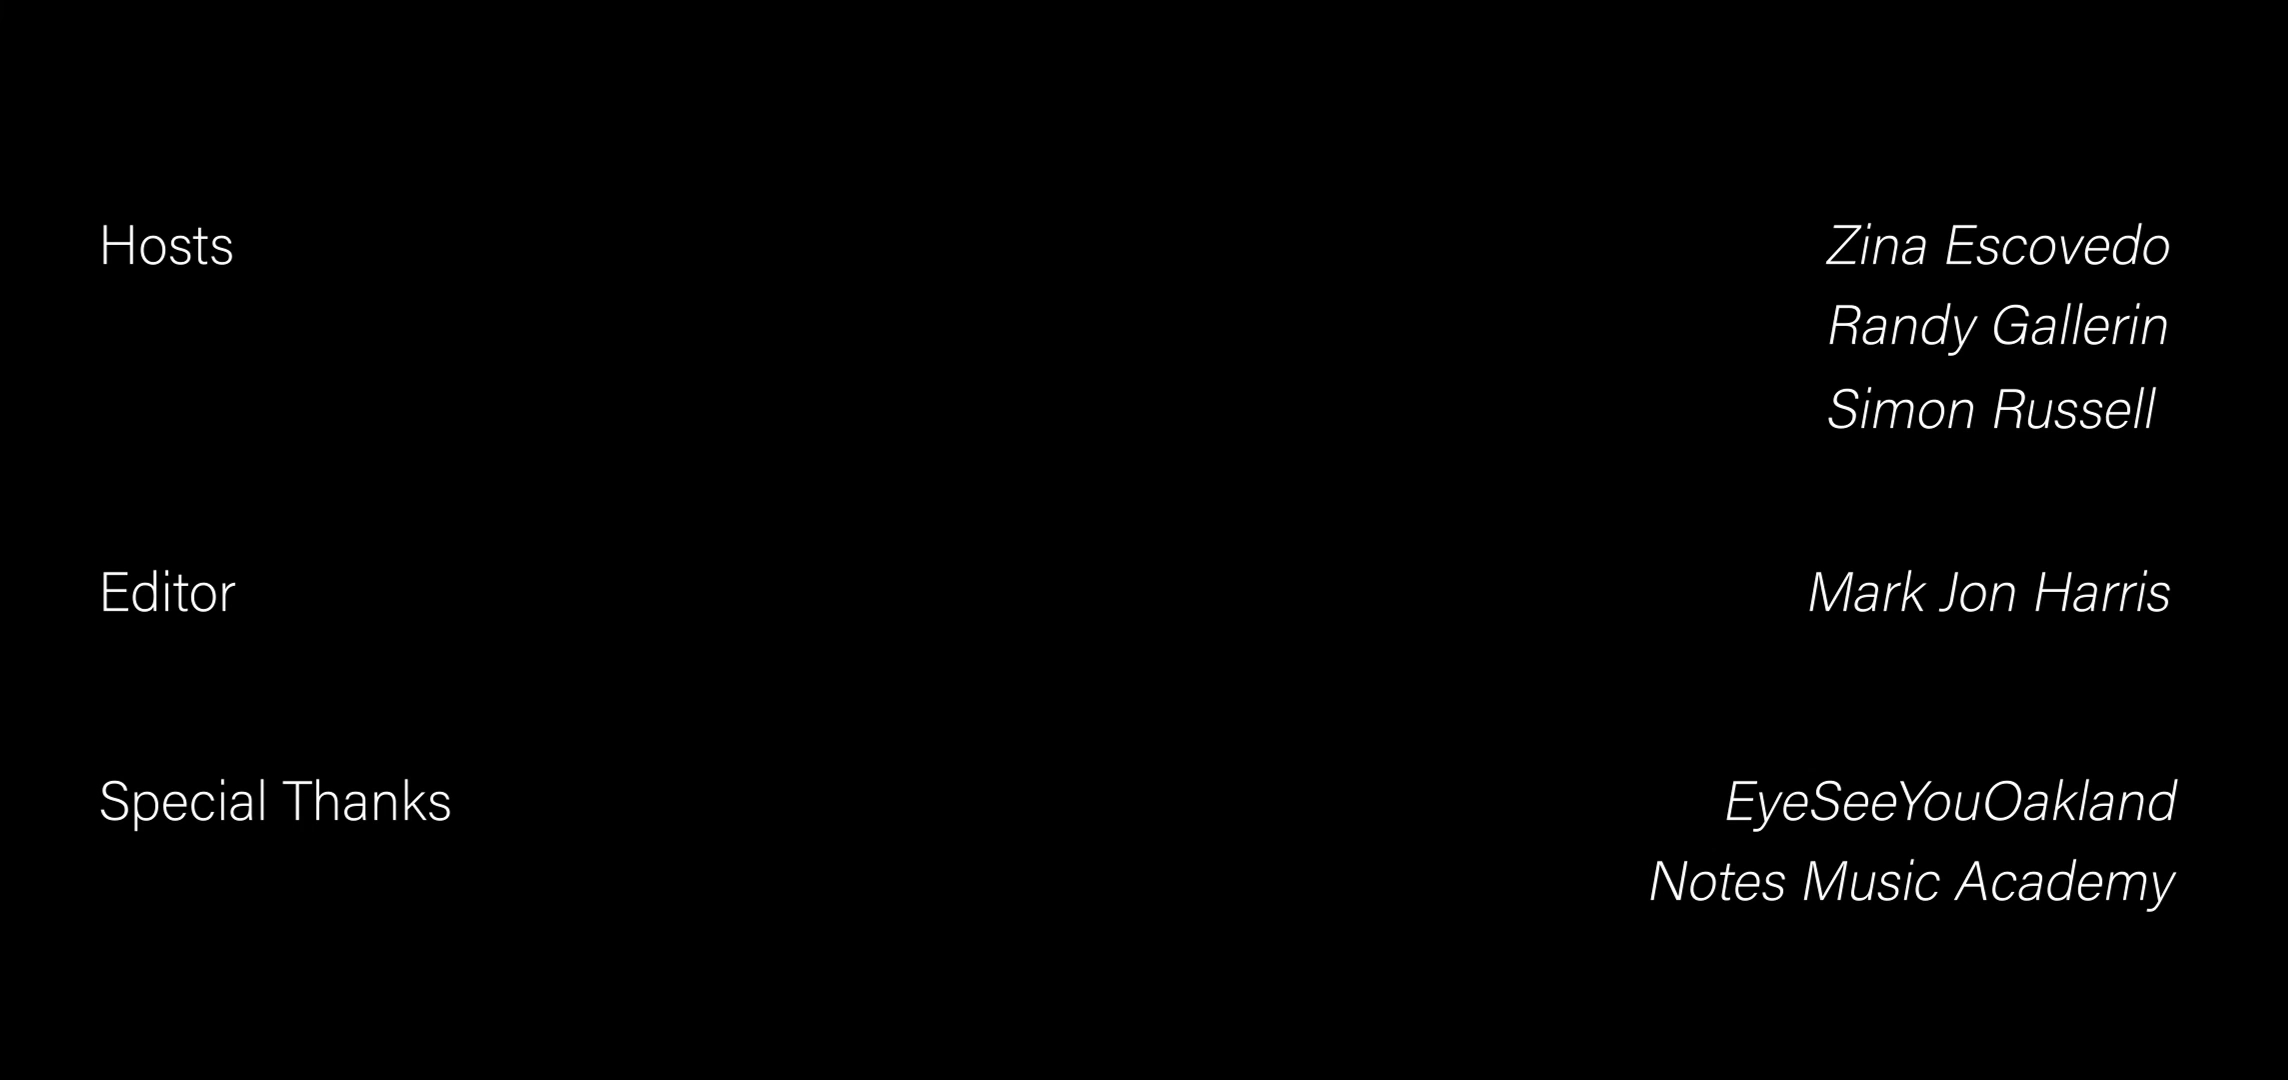 Hosts Zina Escovedo
Randy Gallerin
Simon Russell
Editor Mark Jon Harris
Special Thanks EyeSeeYouOakland
Notes Music Academy